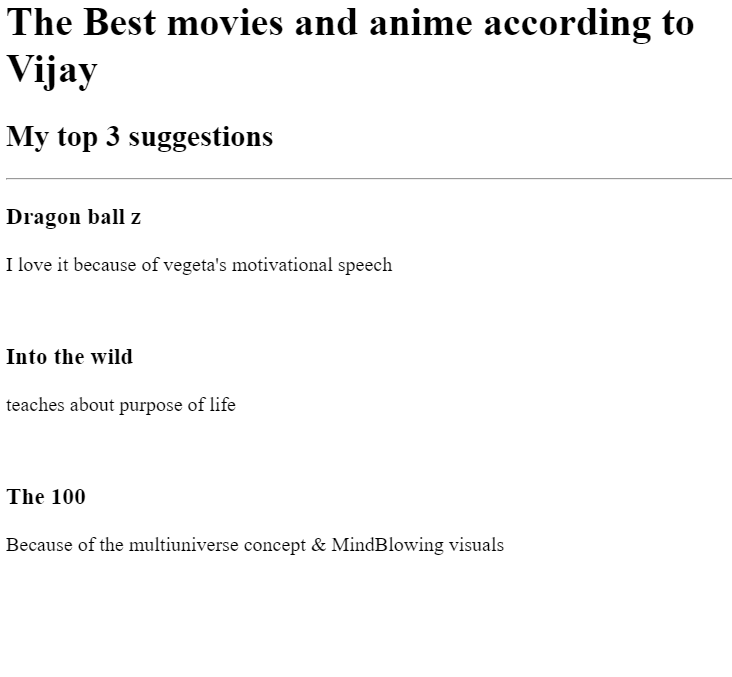 The Best movies and anime according to
Vijay
My top 3 suggestions
Dragon ball z
I love it because of vegeta's motivational speech
Into the wild
teaches about purpose of life
The 100
Because of the multiuniverse concept & MindBlowing visuals